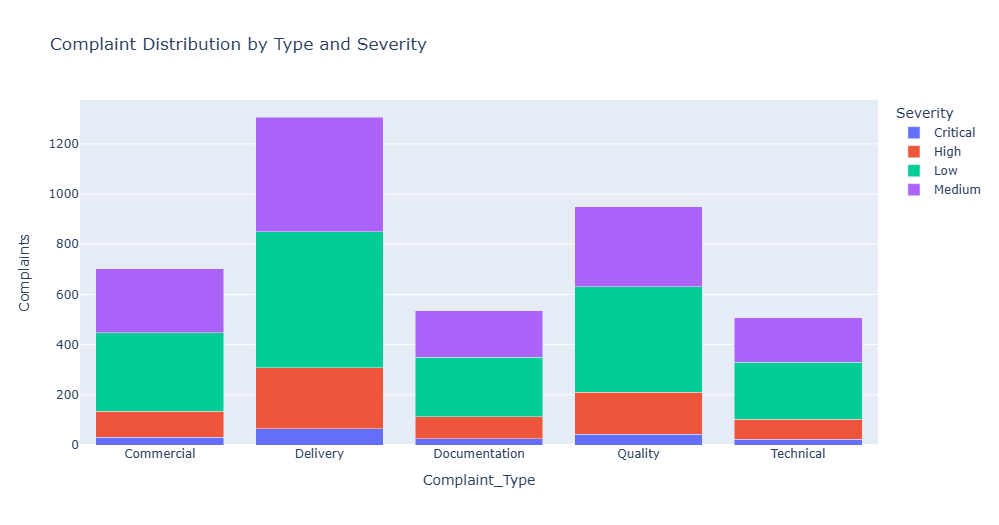 Complaint Distribution by Type and Severity
Severity
Critical
High
Low
Medium
1200
1000
800
600
400
200
0
Complaints
Commercial
Delivery
Documentation
Quality
Technical
Complaint_Type